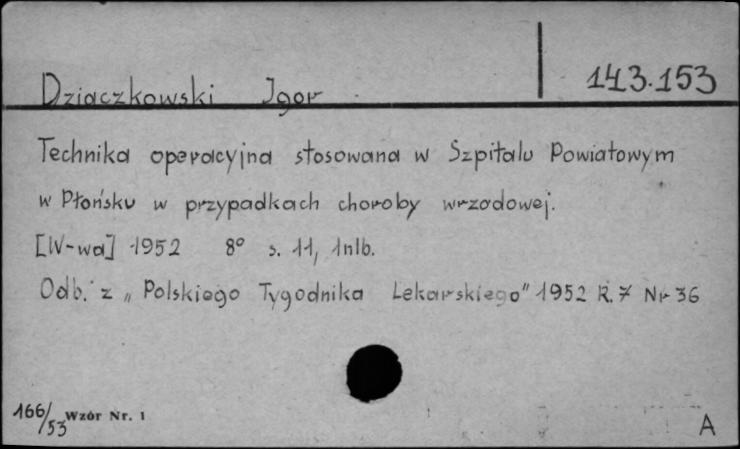 Dziaczkowski Igor 143.153
Technika operacyjna stosowana w Szpitalu Powiatowym
w Płońsku w przypadkach choroby wrzodowej.
[W-wa] 1952 8° s. 11, 1nlb.
Odb. z „Polskiego Tygodnika Lekarskiego" 1952 R. 7 Nr 36
166/53 Wzór Nr. 1
A